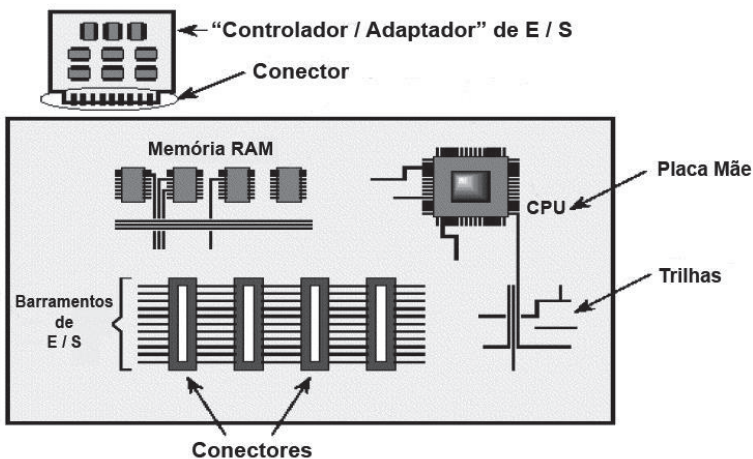 “Controlador / Adaptador” de E / S
Conector
Memória RAM
Placa Mãe
CPU
Trilhas
Barramentos
de
E / S
Conectores